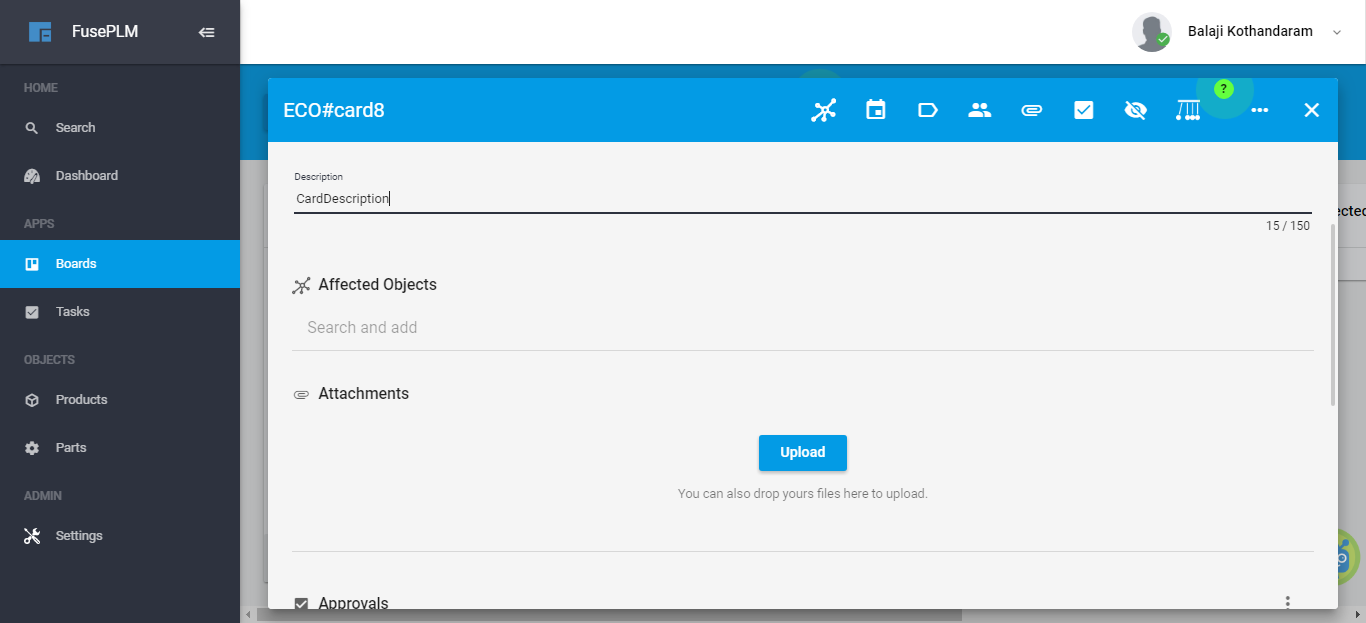 FusePLM
Balaji Kothandaram
HOME
Search
Dashboard
APPS
Boards
Tasks
OBJECTS
Products
Parts
ADMIN
Settings
ECO#card8
?
Description
CardDescription
15 / 150
Affected Objects
Search and add
Attachments
Upload
You can also drop yours files here to upload.
Approvals
ected